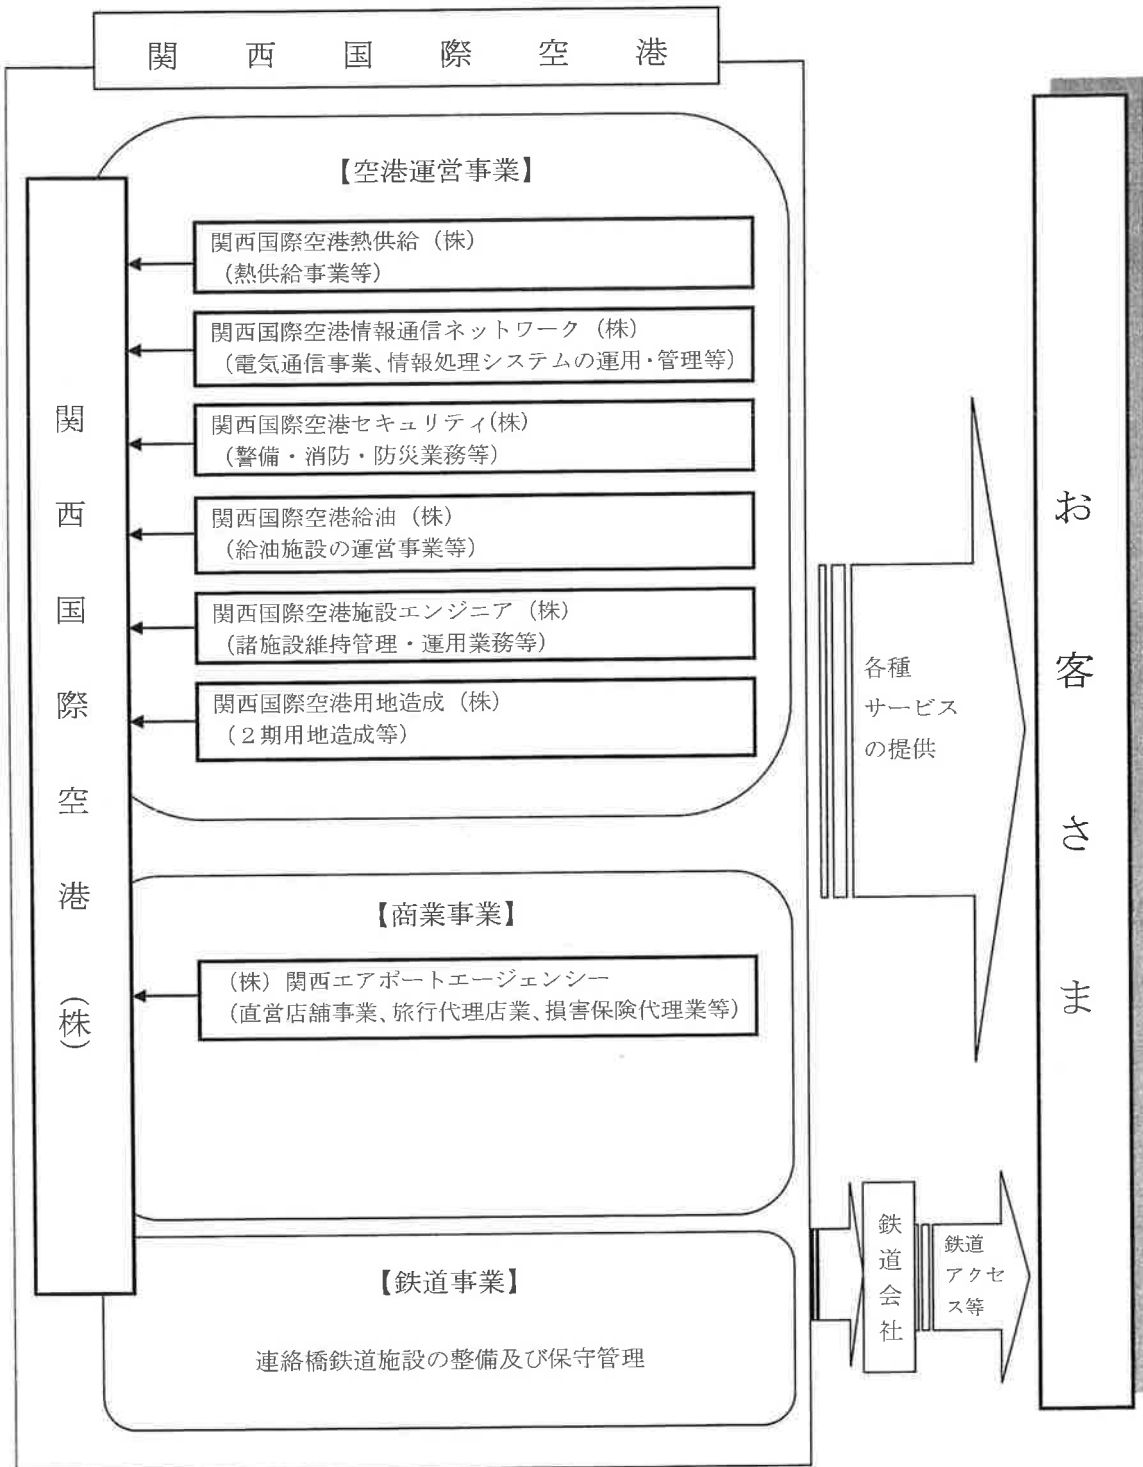 関西国際空港
【空港運営事業】
関西国際空港熱供給（株）
（熱供給事業等）
関西国際空港情報通信ネットワーク（株）
（電気通信事業、情報処理システムの運用・管理等）
関西国際空港セキュリティ(株)
（警備・消防・防災業務等）
関西国際空港給油（株）
（給油施設の運営事業等）
関西国際空港施設エンジニア（株）
（諸施設維持管理・運用業務等）
関西国際空港用地造成（株）
（２期用地造成等）
関西国際空港（株）
【商業事業】
（株）関西エアポートエージェンシー
（直営店舗事業、旅行代理店業、損害保険代理業等）
【鉄道事業】
連絡橋鉄道施設の整備及び保守管理
各種
サービス
の提供
鉄道会社
鉄道
アクセ
ス等
お客さま